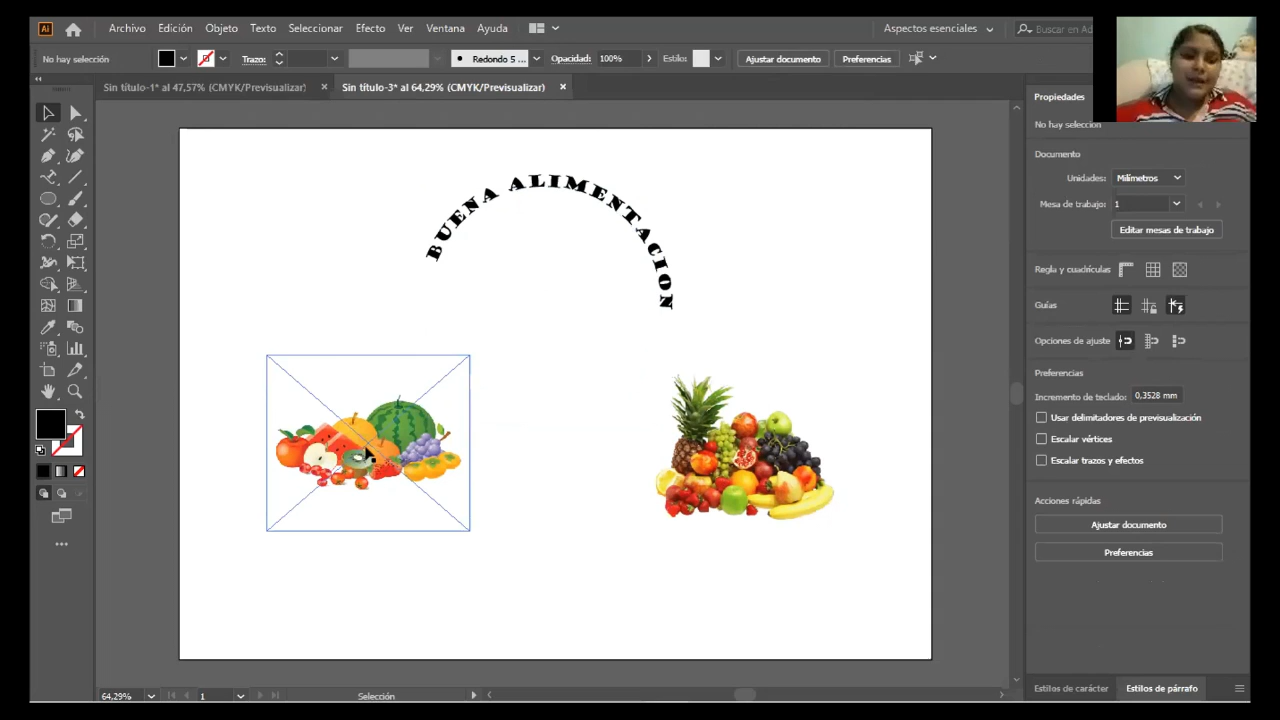 Ai Archivo Edición Objeto Texto Seleccionar Efecto Ver Ventana Ayuda Aspectos esenciales Buscar en Ad
No hay selección Trazo: Redondo 5 ... Opacidad: 100% Estilo: Ajustar documento Preferencias
Sin título-1* al 47,57% (CMYK/Previsualizar) Sin título-3* al 64,29% (CMYK/Previsualizar)
BUENA ALIMENTACION
Propiedades
No hay selección
Documento
Unidades: Milímetros
Mesa de trabajo: 1
Editar mesas de trabajo
Regla y cuadrículas
Guías
Opciones de ajuste
Preferencias
Incremento de teclado: 0,3528 mm
Usar delimitadores de previsualización
Escalar vértices
Escalar trazos y efectos
Acciones rápidas
Ajustar documento
Preferencias
Estilos de carácter Estilos de párrafo
64,29% 1 Selección